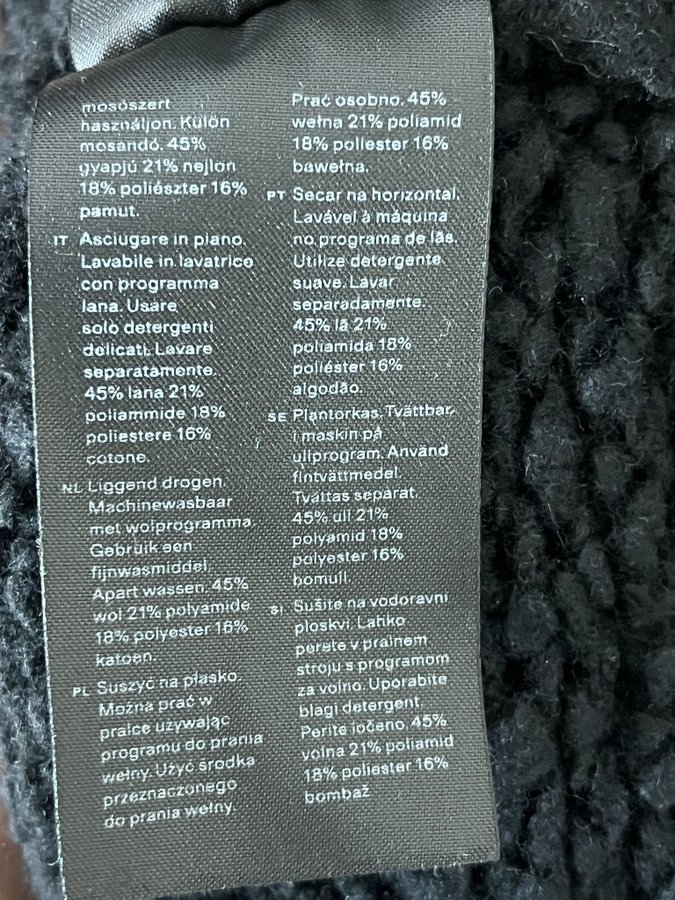 mosószert
használjon. Külön
mosandó. 45%
gyapjú 21% nejlon
18% poliészter 16%
pamut.
IT Asciugare in piano.
Lavabile in lavatrice
con programma
lana. Usare
solo detergenti
delicati. Lavare
separatamente.
45% lana 21%
poliammide 18%
poliestere 16%
cotone.
NL Liggend drogen.
Machinewasbaar
met wolprogramma.
Gebruik een
fijnwasmiddel.
Apart wassen. 45%
wol 21% polyamide
18% polyester 16%
katoen.
PL Suszyć na płasko.
Można prać w
pralce używając
programu do prania
wełny. Użyć środka
przeznaczonego
do prania wełny.
Prać osobno. 45%
wełna 21% poliamid
18% poliester 16%
bawełna.
PT Secar na horizontal.
Lavável à máquina
no programa de lãs.
Utilize detergente
suave. Lavar
separadamente.
45% lã 21%
poliamida 18%
poliéster 16%
algodão.
SE Plantorkas. Tvättbar
i maskin på
ullprogram. Använd
fintvättmedel.
Tvättas separat.
45% ull 21%
polyamid 18%
polyester 16%
bomull.
SI Sušite na vodoravni
ploskvi. Lahko
perete v pralnem
stroju s programom
za volno. Uporabite
blagi detergent.
Perite ločeno. 45%
volna 21% poliamid
18% poliester 16%
bombaž